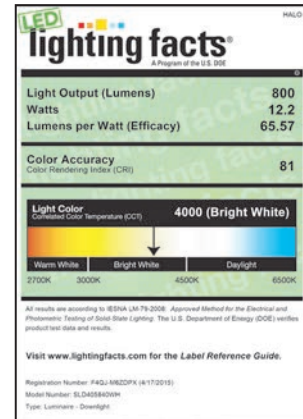 HALO
LED
lighting facts®
A Program of the U.S. DOE
Light Output (Lumens) 800
Watts 12.2
Lumens per Watt (Efficacy) 65.57
Color Accuracy 81
Color Rendering Index (CRI)
Light Color
Correlated Color Temperature (CCT) 4000 (Bright White)
Warm White Bright White Daylight
2700K 3000K 4500K 6500K
All results are according to IESNA LM-79-2008: Approved Method for the Electrical and
Photometric Testing of Solid-State Lighting. The U.S. Department of Energy (DOE) verifies
product test data and results.
Visit www.lightingfacts.com for the Label Reference Guide.
Registration Number: (4/17/2015)
Model Number: SLD405840WH
Type: Luminaire - Downlight